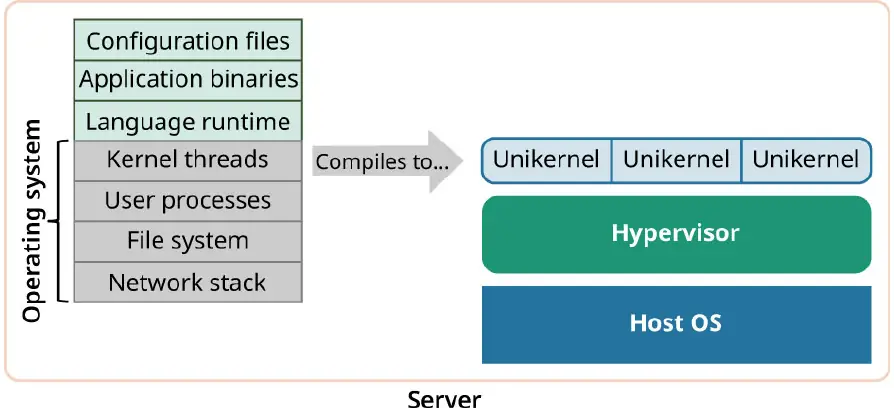 Configuration files
Application binaries
Language runtime
Kernel threads
User processes
File system
Network stack
Operating system
Compiles to...
Unikernel Unikernel Unikernel
Hypervisor
Host OS
Server